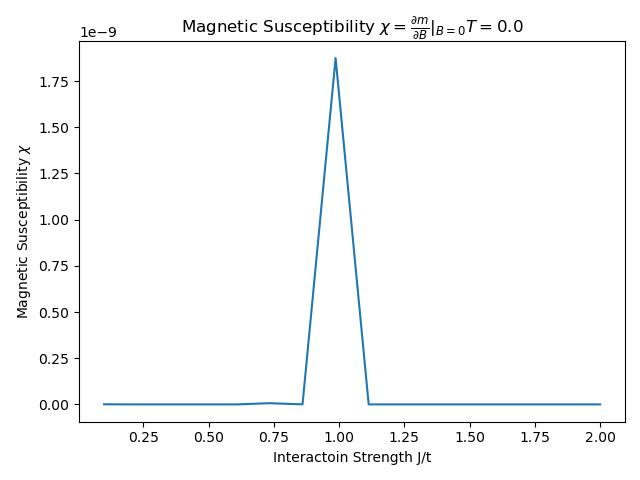 Magnetic Susceptibility χ = ∂m/∂B|B=0 T = 0.0
1e−9
1.75
1.50
1.25
1.00
0.75
0.50
0.25
0.00
Magnetic Susceptibility χ
0.25 0.50 0.75 1.00 1.25 1.50 1.75 2.00
Interactoin Strength J/t